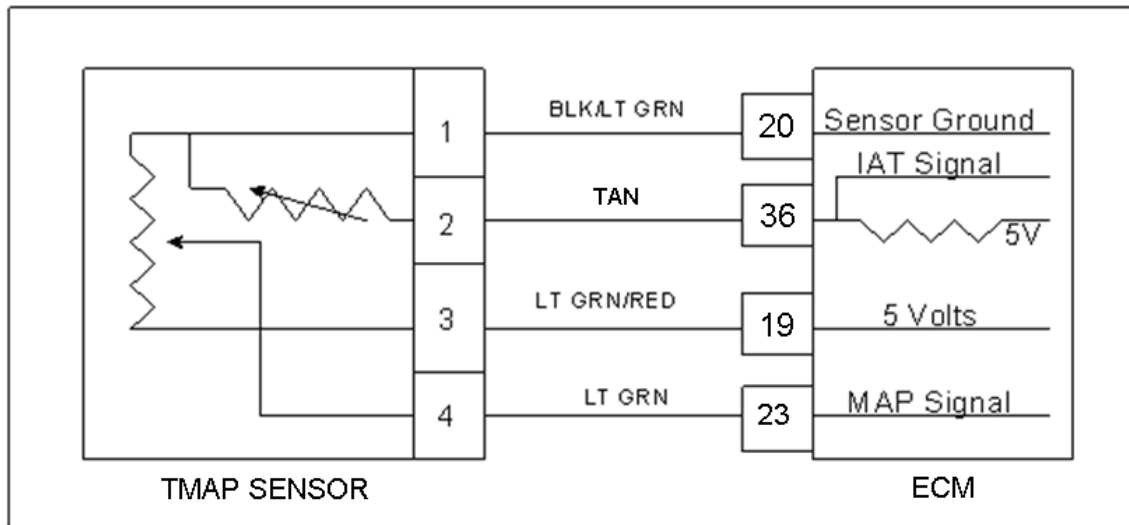 1
BLK/LT GRN
20
Sensor Ground
IAT Signal
2
TAN
36
5V
3
LT GRN/RED
19
5 Volts
4
LT GRN
23
MAP Signal
TMAP SENSOR
ECM